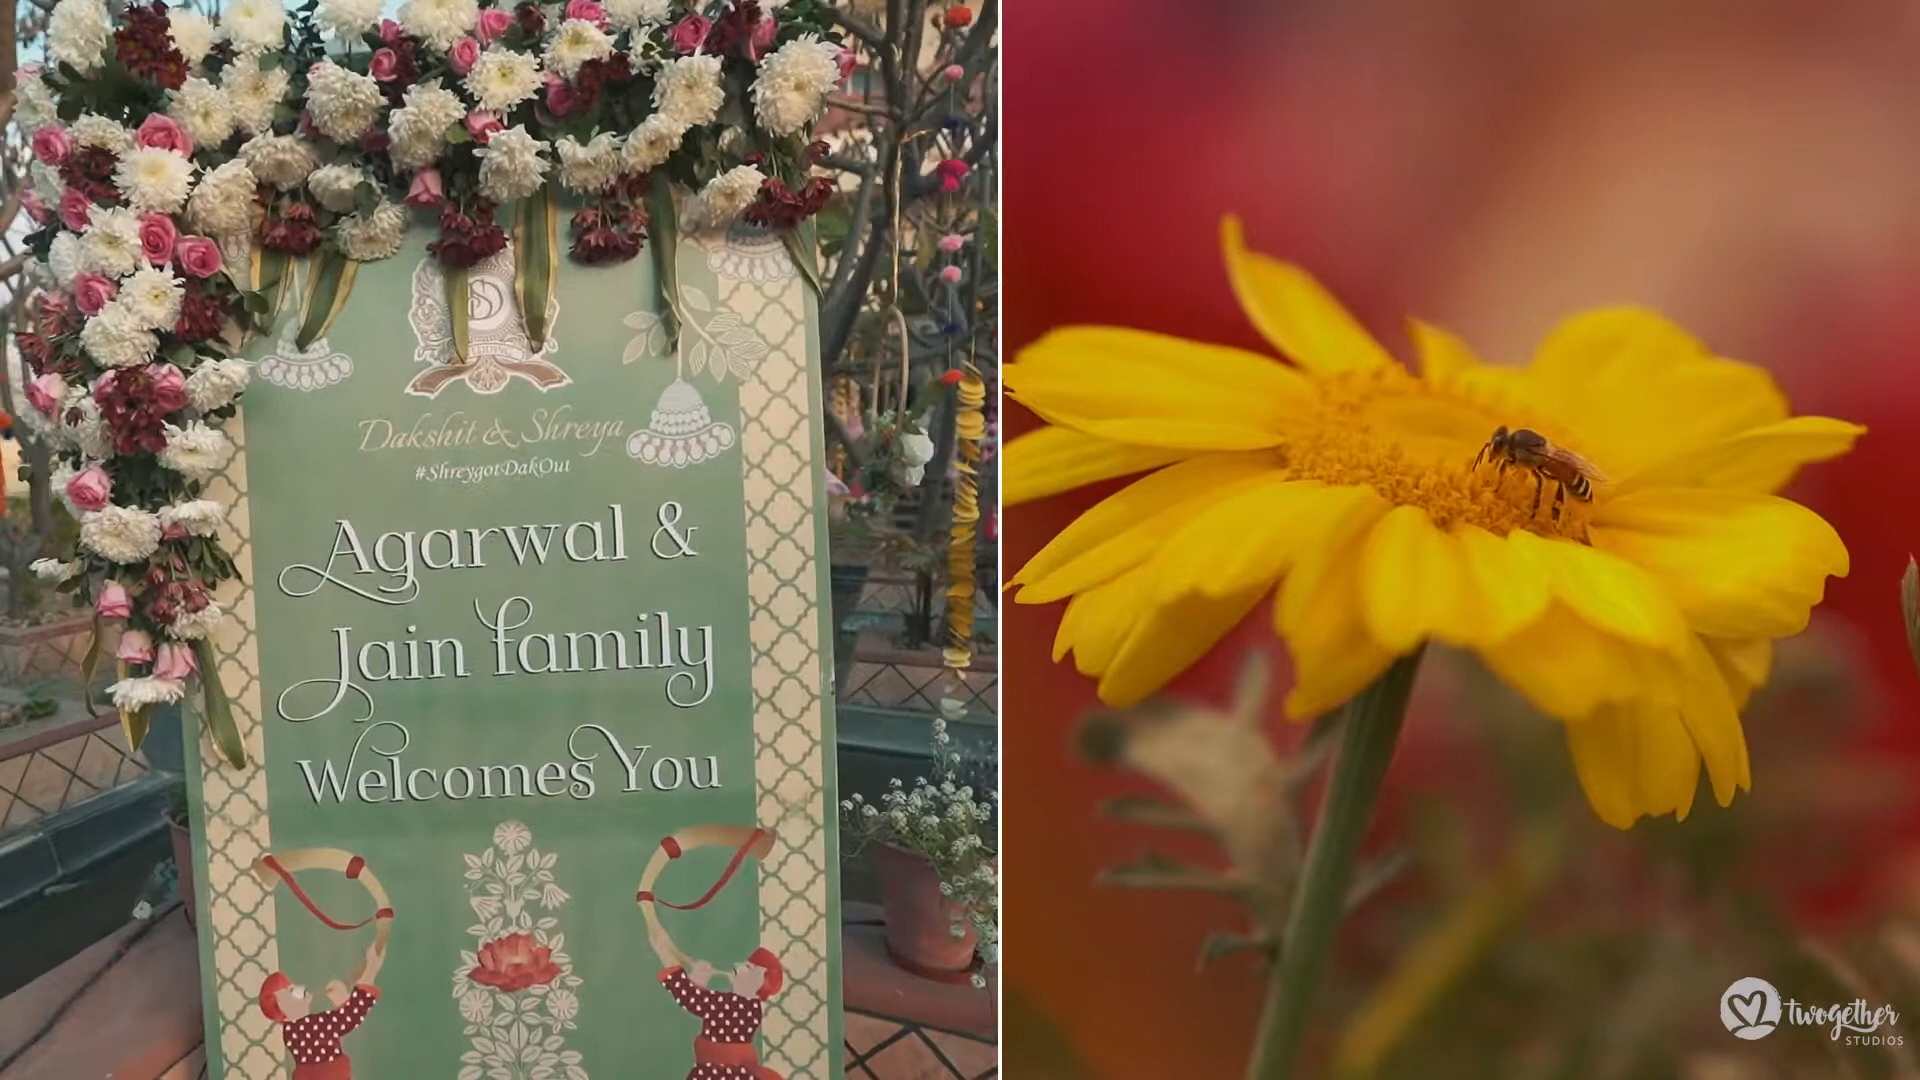 Dakshit & Shreya
#ShreygotDakOut
Agarwal &
Jain family
Welcomes You
twogether
STUDIOS